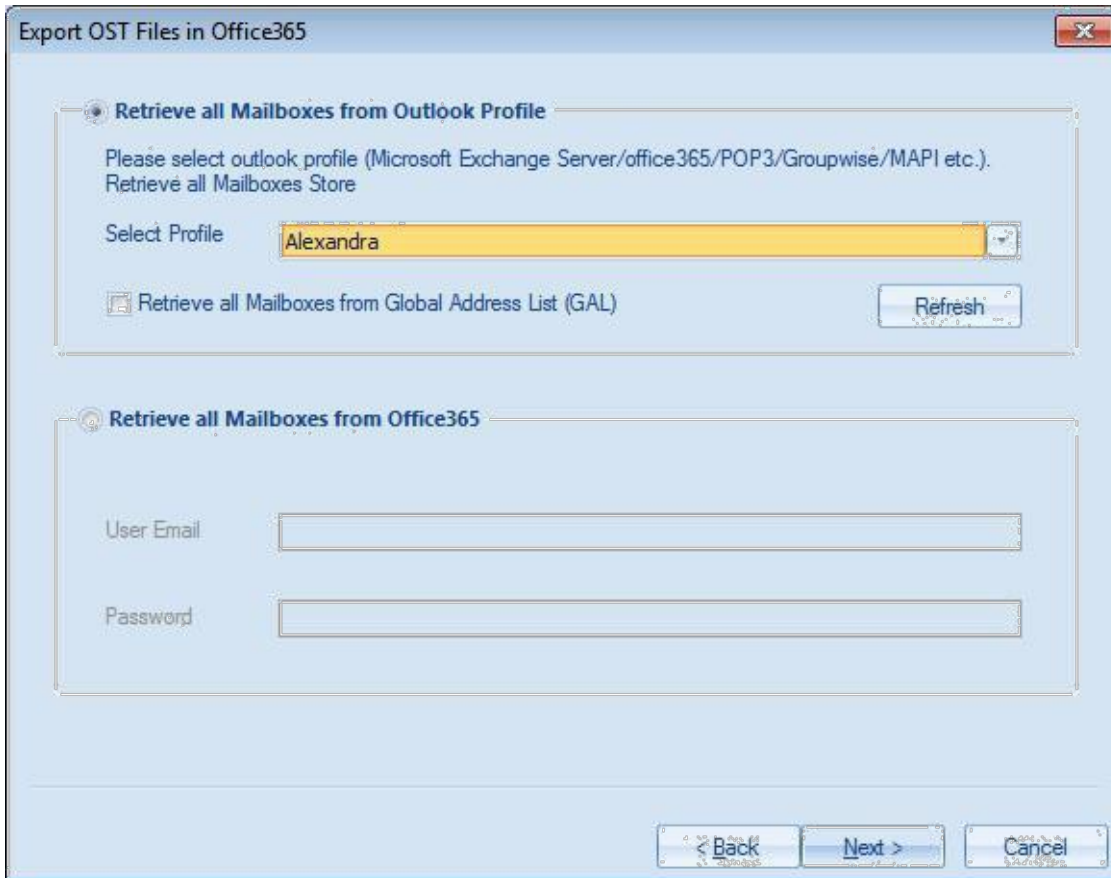 Export OST Files in Office365
Retrieve all Mailboxes from Outlook Profile
Please select outlook profile (Microsoft Exchange Server/office365/POP3/Groupwise/MAPI etc.).
Retrieve all Mailboxes Store
Select Profile
Alexandra
Retrieve all Mailboxes from Global Address List (GAL)
Refresh
Retrieve all Mailboxes from Office365
User Email
Password
< Back
Next >
Cancel